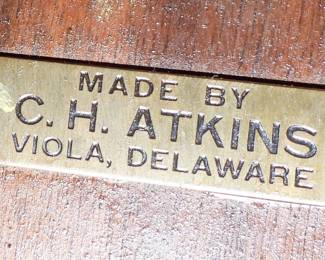 MADE BY
C. H. ATKINS
VIOLA, DELAWARE